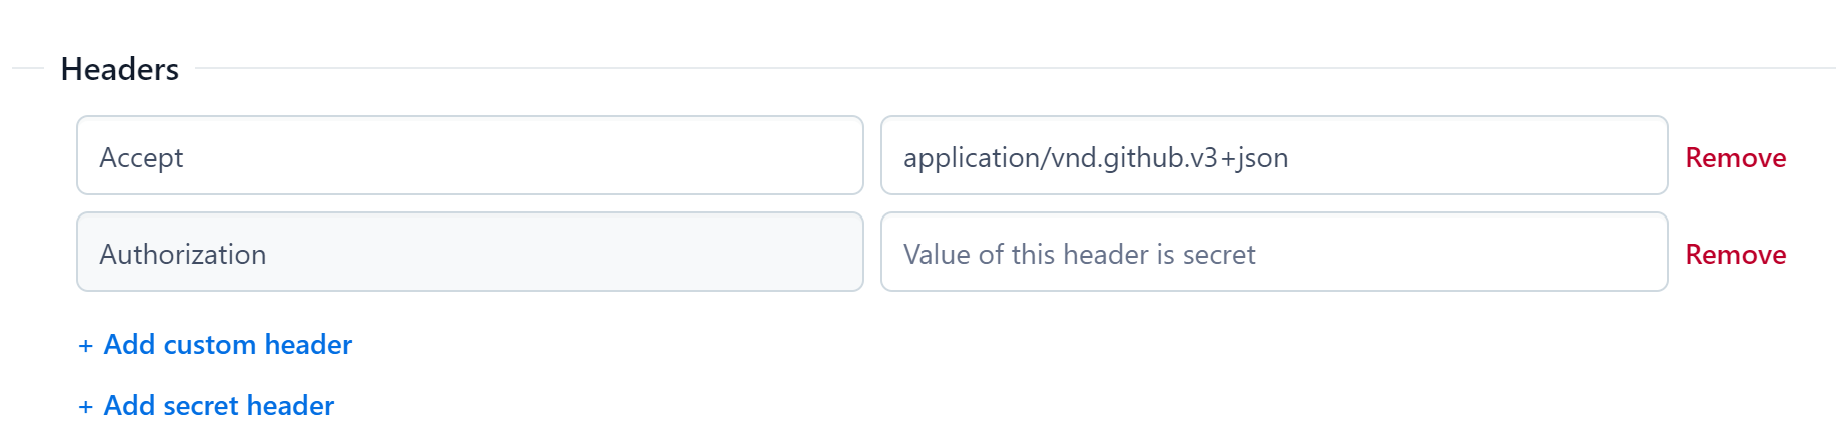 Headers
Accept application/vnd.github.v3+json Remove
Authorization Value of this header is secret Remove
+ Add custom header
+ Add secret header